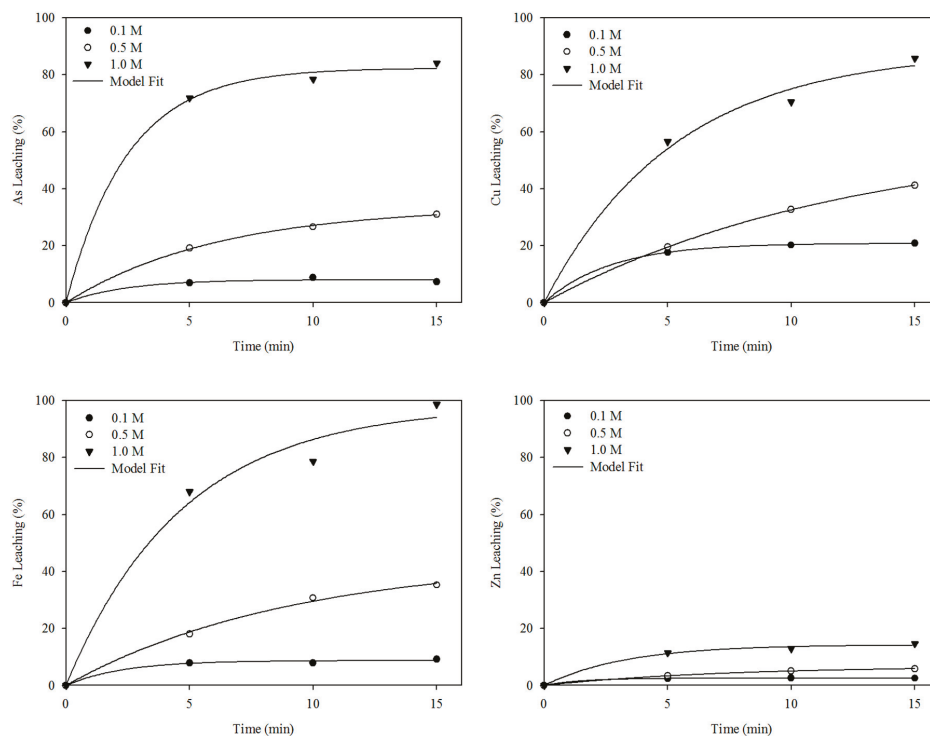 100
80
60
40
20
0
As Leaching (%)
0.1 M
0.5 M
1.0 M
Model Fit
0 5 10 15
Time (min)
100
80
60
40
20
0
Cu Leaching (%)
0.1 M
0.5 M
1.0 M
Model Fit
0 5 10 15
Time (min)
100
80
60
40
20
0
Fe Leaching (%)
0.1 M
0.5 M
1.0 M
Model Fit
0 5 10 15
Time (min)
100
80
60
40
20
0
Zn Leaching (%)
0.1 M
0.5 M
1.0 M
Model Fit
0 5 10 15
Time (min)